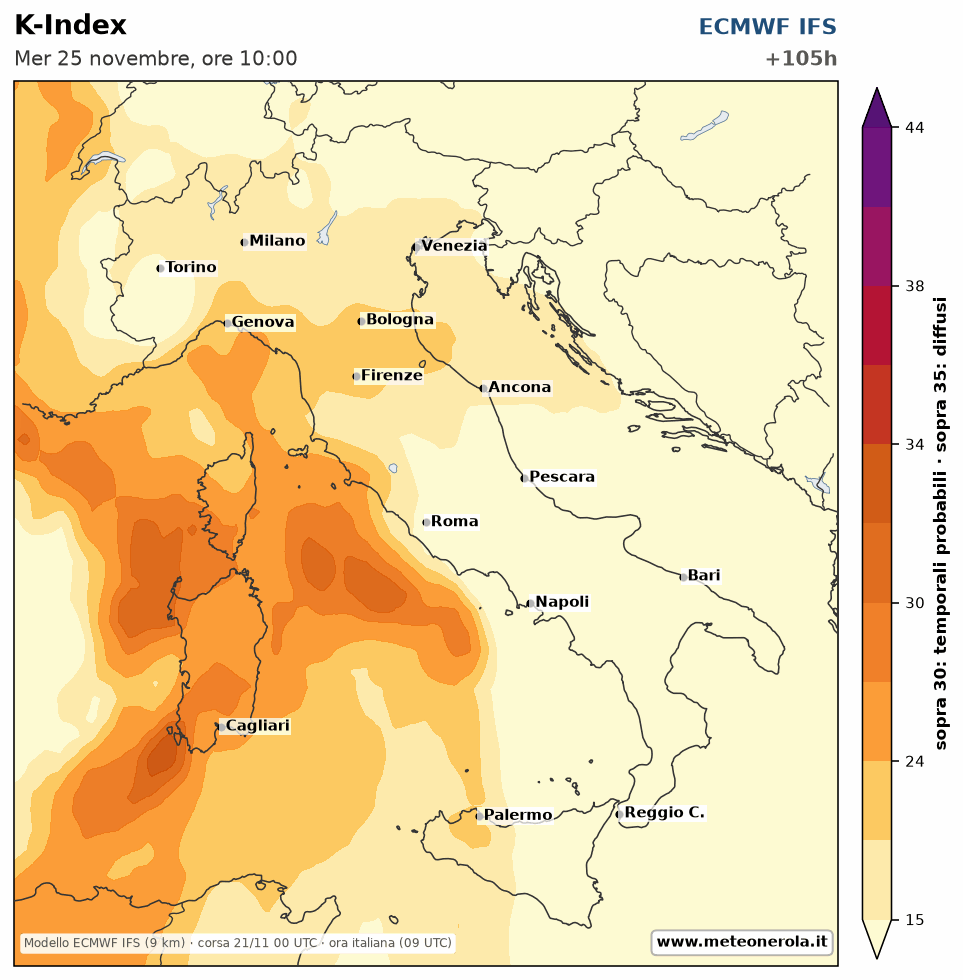 K-Index
ECMWF IFS
Mer 25 novembre, ore 10:00
+105h
44
38
34
30
24
15
sopra 30: temporali probabili · sopra 35: diffusi
Milano
Venezia
Torino
Genova
Bologna
Firenze
Ancona
Pescara
Roma
Bari
Napoli
Cagliari
Palermo
Reggio C.
Modello ECMWF IFS (9 km) · corsa 21/11 00 UTC · ora italiana (09 UTC)
www.meteonerola.it